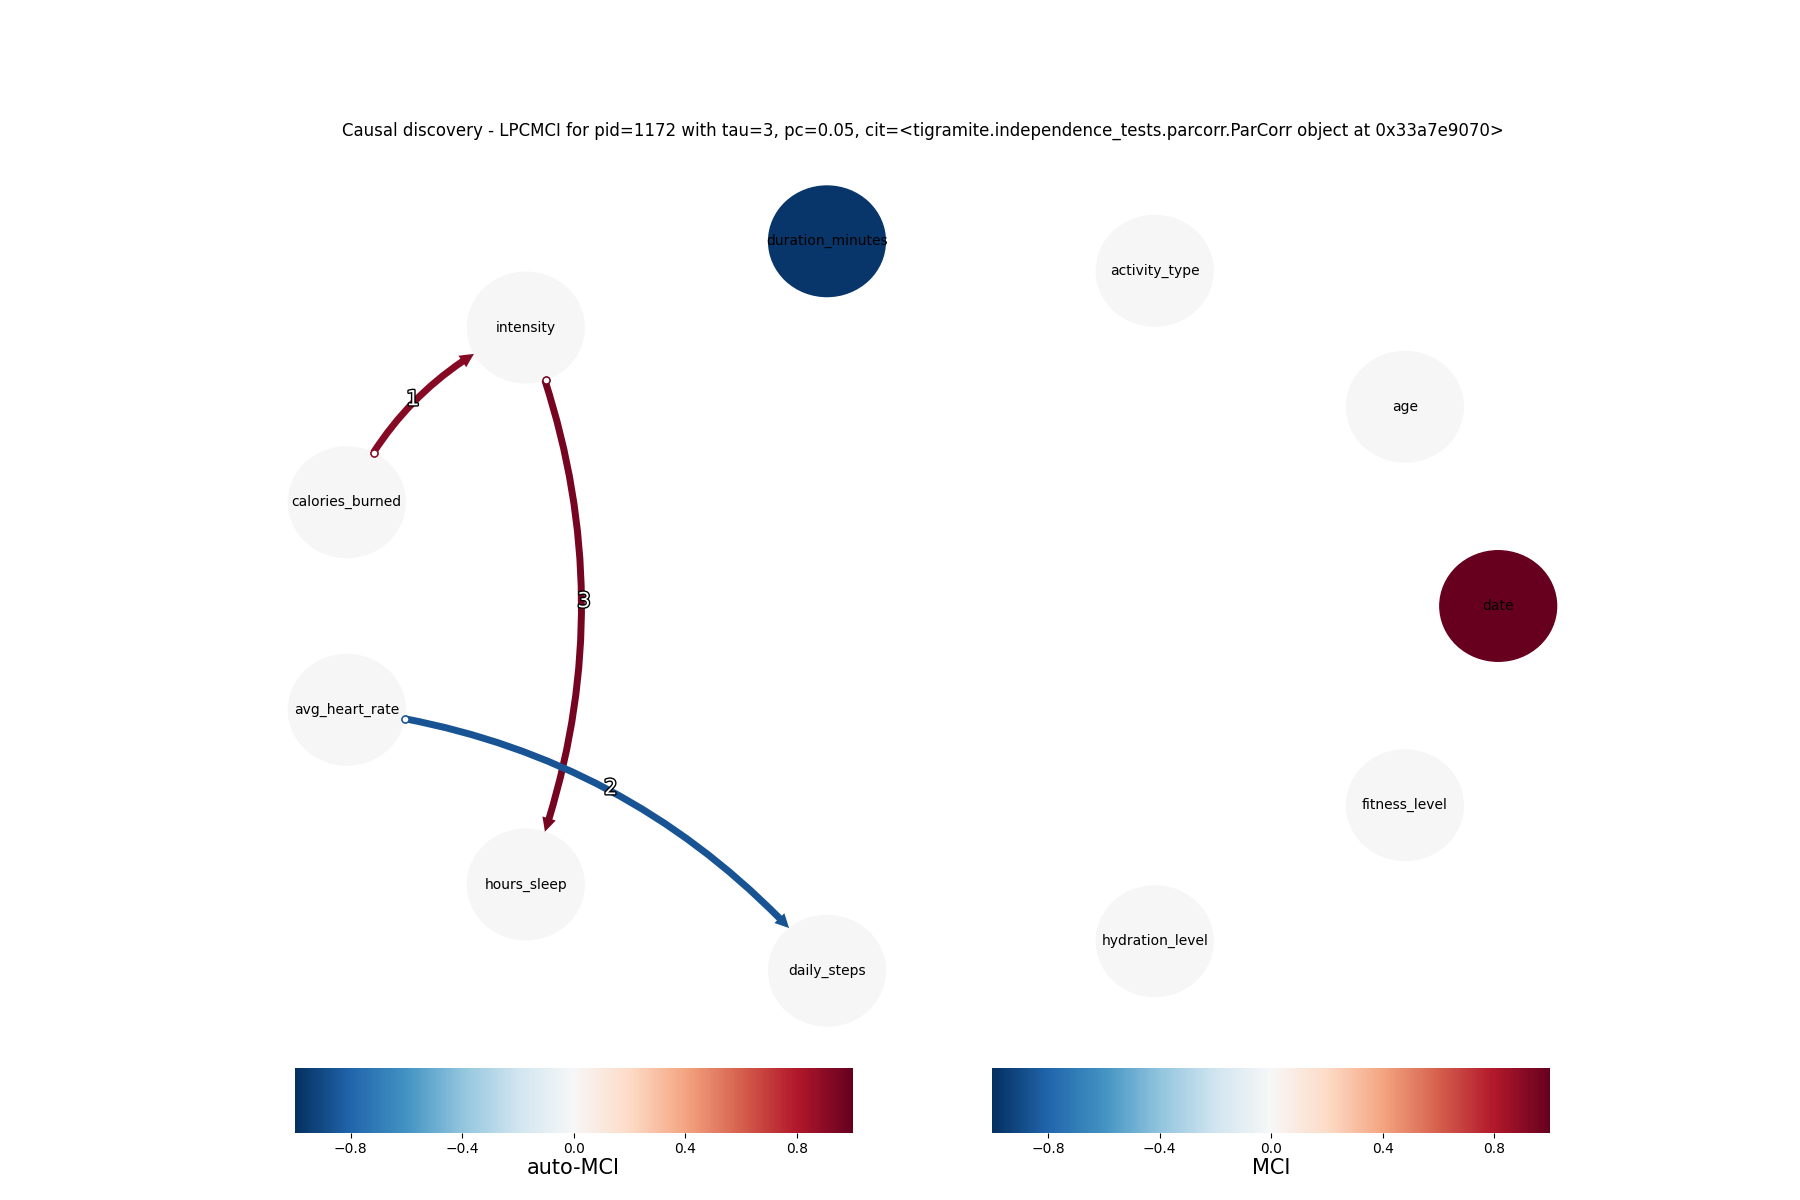 Causal discovery - LPCMCI for pid=1172 with tau=3, pc=0.05, cit=<tigramite.independence_tests.parcorr.ParCorr object at 0x33a7e9070>
duration_minutes
activity_type
intensity
1
age
calories_burned
3
date
avg_heart_rate
2
fitness_level
hours_sleep
hydration_level
daily_steps
−0.8 −0.4 0.0 0.4 0.8
auto-MCI
−0.8 −0.4 0.0 0.4 0.8
MCI